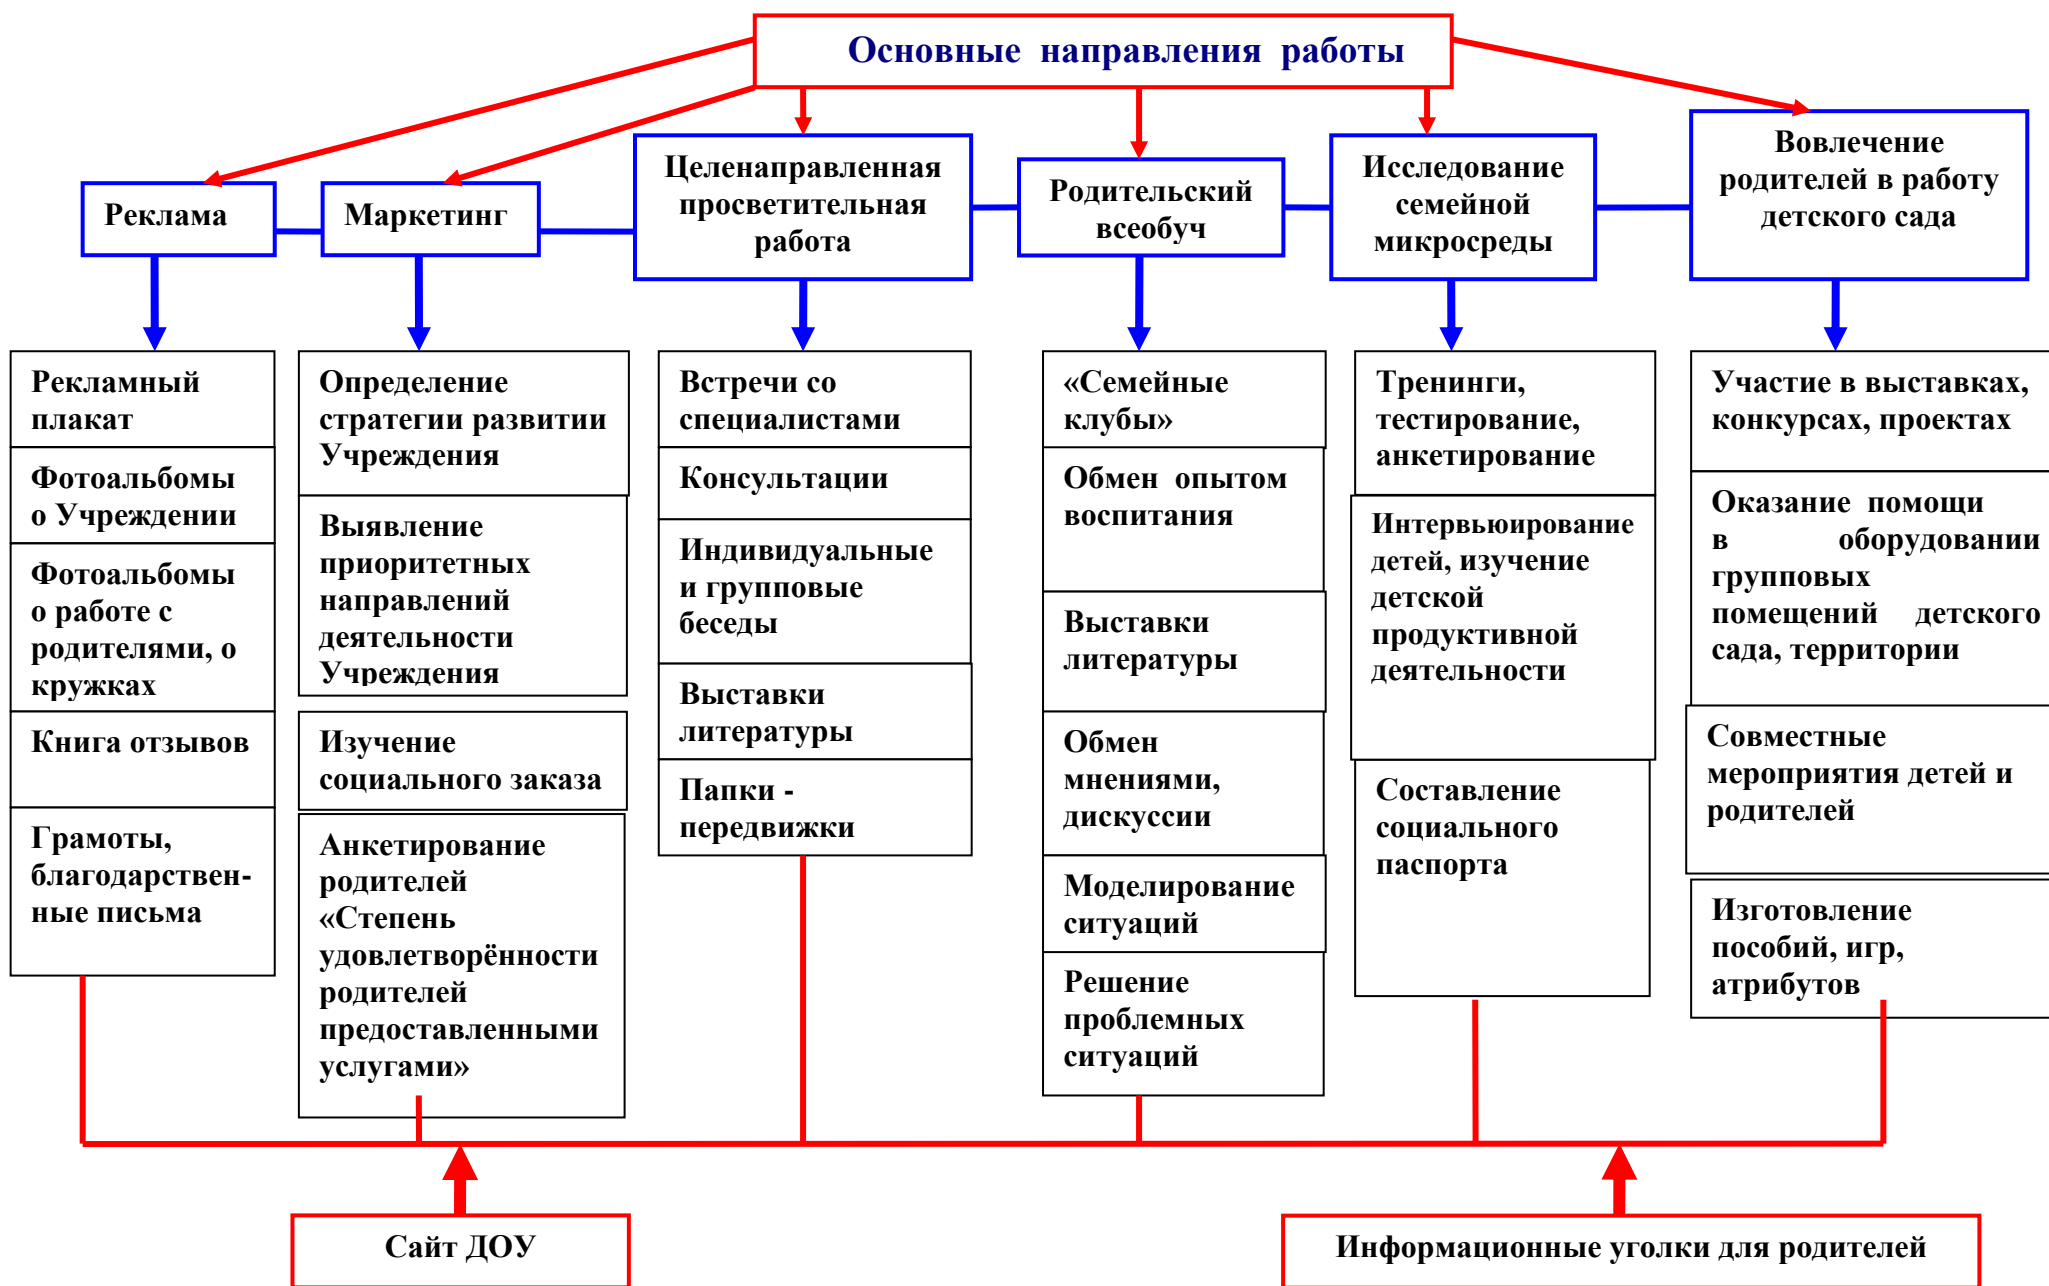 Основные направления работы
Реклама
Маркетинг
Целенаправленная
просветительная
работа
Родительский
всеобуч
Исследование
семейной
микросреды
Вовлечение
родителей в работу
детского сада
Рекламный
плакат
Фотоальбомы
о Учреждении
Фотоальбомы
о работе с
родителями, о
кружках
Книга отзывов
Грамоты,
благодарствен-
ные письма
Определение
стратегии развитии
Учреждения
Выявление
приоритетных
направлений
деятельности
Учреждения
Изучение
социального заказа
Анкетирование
родителей
«Степень
удовлетворённости
родителей
предоставленными
услугами»
Встречи со
специалистами
Консультации
Индивидуальные
и групповые
беседы
Выставки
литературы
Папки -
передвижки
«Семейные
клубы»
Обмен опытом
воспитания
Выставки
литературы
Обмен
мнениями,
дискуссии
Моделирование
ситуаций
Решение
проблемных
ситуаций
Тренинги,
тестирование,
анкетирование
Интервьюирование
детей, изучение
детской
продуктивной
деятельности
Составление
социального
паспорта
Участие в выставках,
конкурсах, проектах
Оказание помощи
в оборудовании
групповых
помещений детского
сада, территории
Совместные
мероприятия детей и
родителей
Изготовление
пособий, игр,
атрибутов
Сайт ДОУ
Информационные уголки для родителей